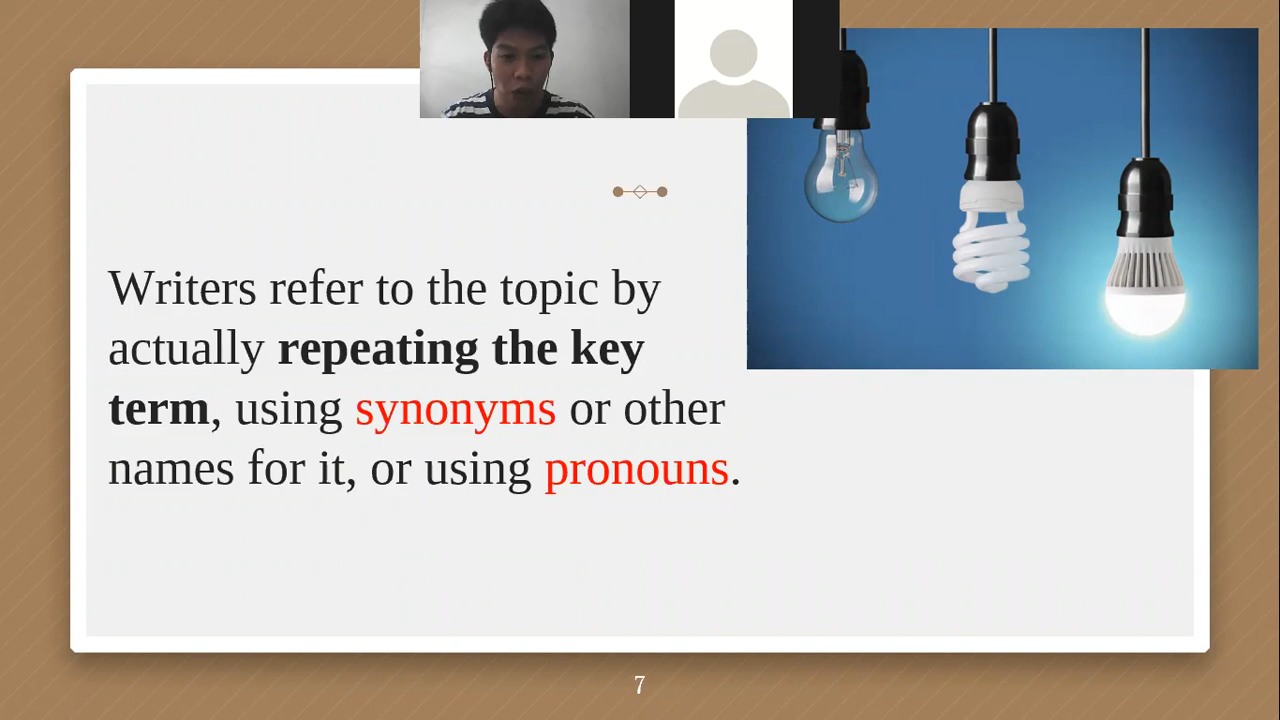 Writers refer to the topic by
actually repeating the key
term, using synonyms or other
names for it, or using pronouns.
7